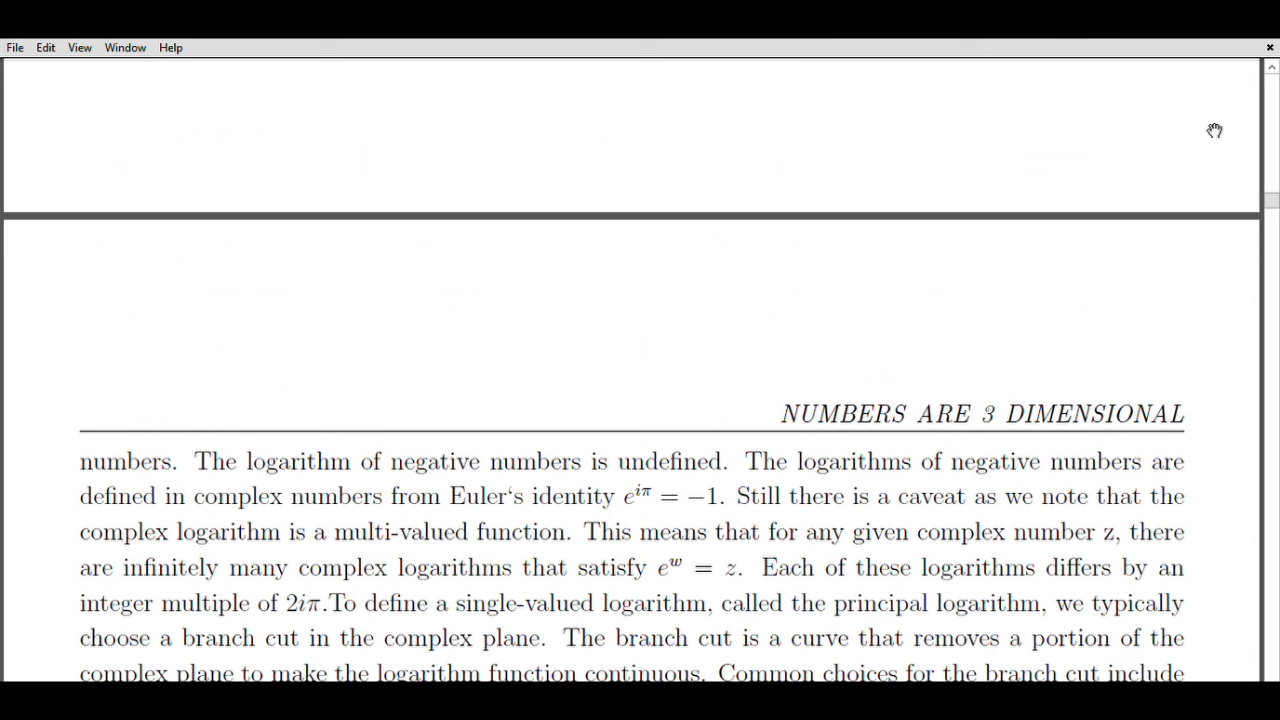 File Edit View Window Help
NUMBERS ARE 3 DIMENSIONAL
numbers. The logarithm of negative numbers is undefined. The logarithms of negative numbers are
defined in complex numbers from Euler‘s identity e^{iπ} = −1. Still there is a caveat as we note that the
complex logarithm is a multi-valued function. This means that for any given complex number z, there
are infinitely many complex logarithms that satisfy e^w = z. Each of these logarithms differs by an
integer multiple of 2iπ.To define a single-valued logarithm, called the principal logarithm, we typically
choose a branch cut in the complex plane. The branch cut is a curve that removes a portion of the
complex plane to make the logarithm function continuous. Common choices for the branch cut include